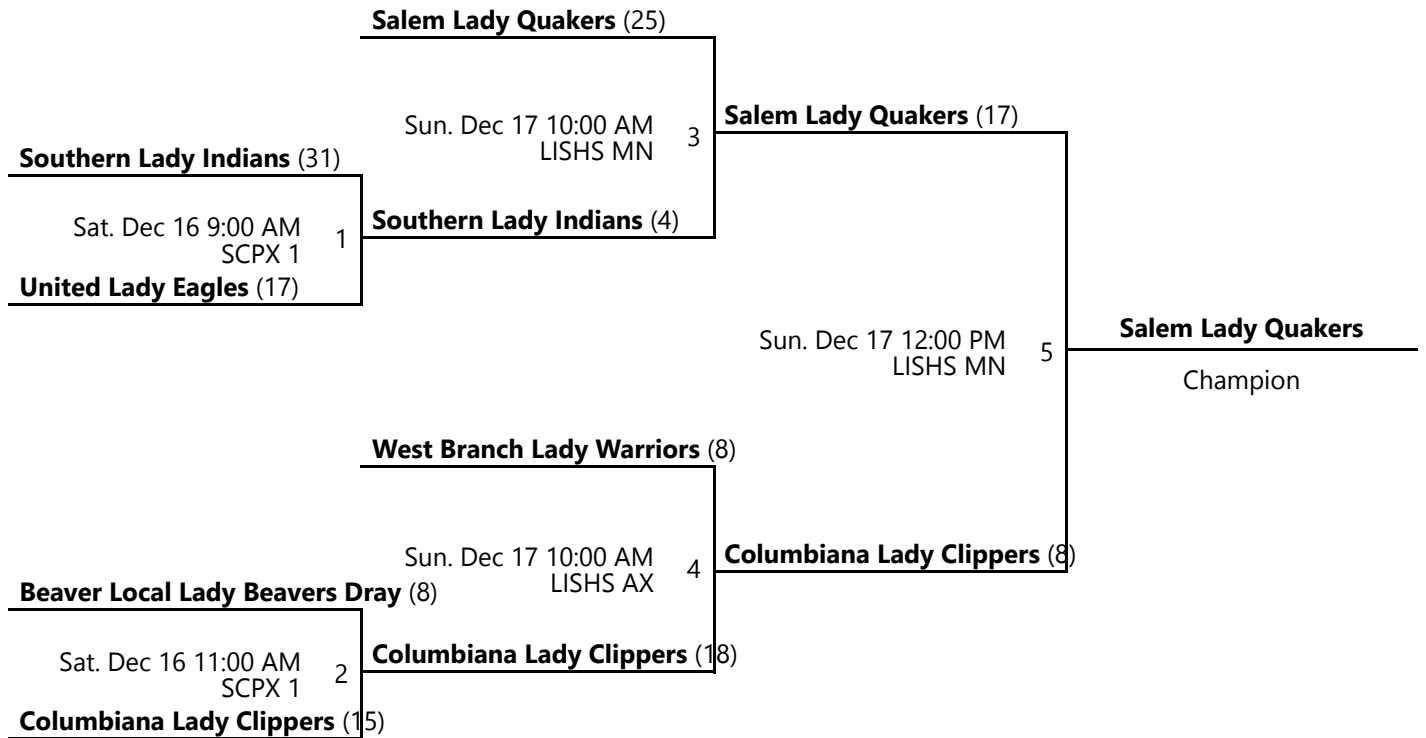 Salem Lady Quakers (25)
Sun. Dec 17 10:00 AM
LISHS MN
3
Salem Lady Quakers (17)
Southern Lady Indians (31)
Sat. Dec 16 9:00 AM
SCPX 1
1
Southern Lady Indians (4)
United Lady Eagles (17)
Sun. Dec 17 12:00 PM
LISHS MN
5
Salem Lady Quakers
Champion
West Branch Lady Warriors (8)
Sun. Dec 17 10:00 AM
LISHS AX
4
Columbiana Lady Clippers (8)
Beaver Local Lady Beavers Dray (8)
Sat. Dec 16 11:00 AM
SCPX 1
2
Columbiana Lady Clippers (18)
Columbiana Lady Clippers (15)